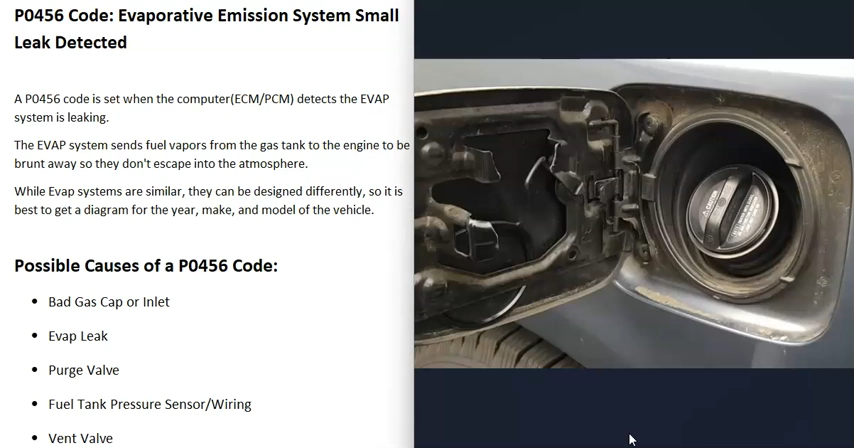 P0456 Code: Evaporative Emission System Small
Leak Detected
A P0456 code is set when the computer(ECM/PCM) detects the EVAP
system is leaking.
The EVAP system sends fuel vapors from the gas tank to the engine to be
brunt away so they don't escape into the atmosphere.
While Evap systems are similar, they can be designed differently, so it is
best to get a diagram for the year, make, and model of the vehicle.
Possible Causes of a P0456 Code:
• Bad Gas Cap or Inlet
• Evap Leak
• Purge Valve
• Fuel Tank Pressure Sensor/Wiring
• Vent Valve